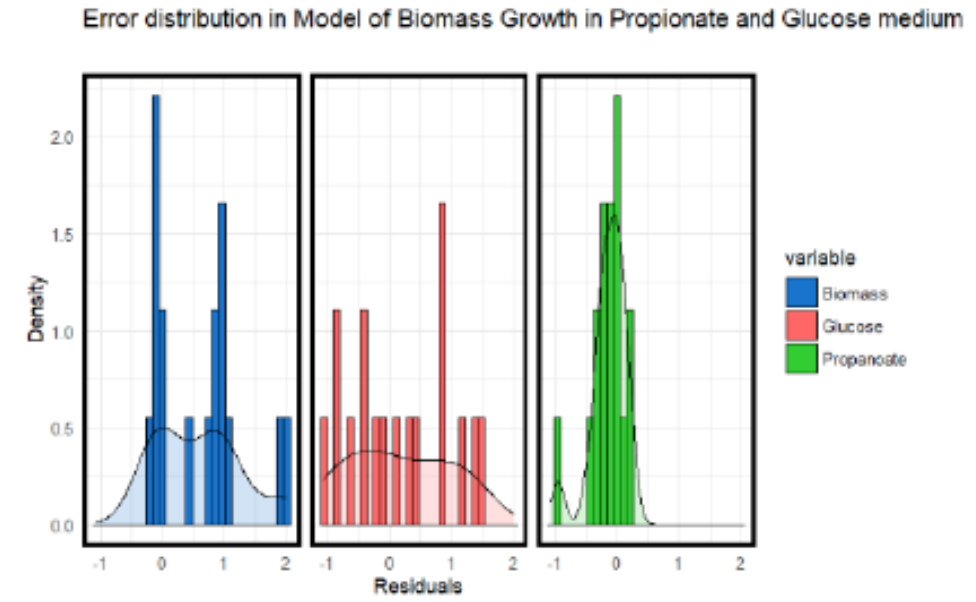 Error distribution in Model of Biomass Growth in Propionate and Glucose medium
2.0
1.5
1.0
0.5
0.0
Density
-1 0 1 2
-1 0 1 2
-1 0 1 2
Residuals
variable
Biomass
Glucose
Propanoate